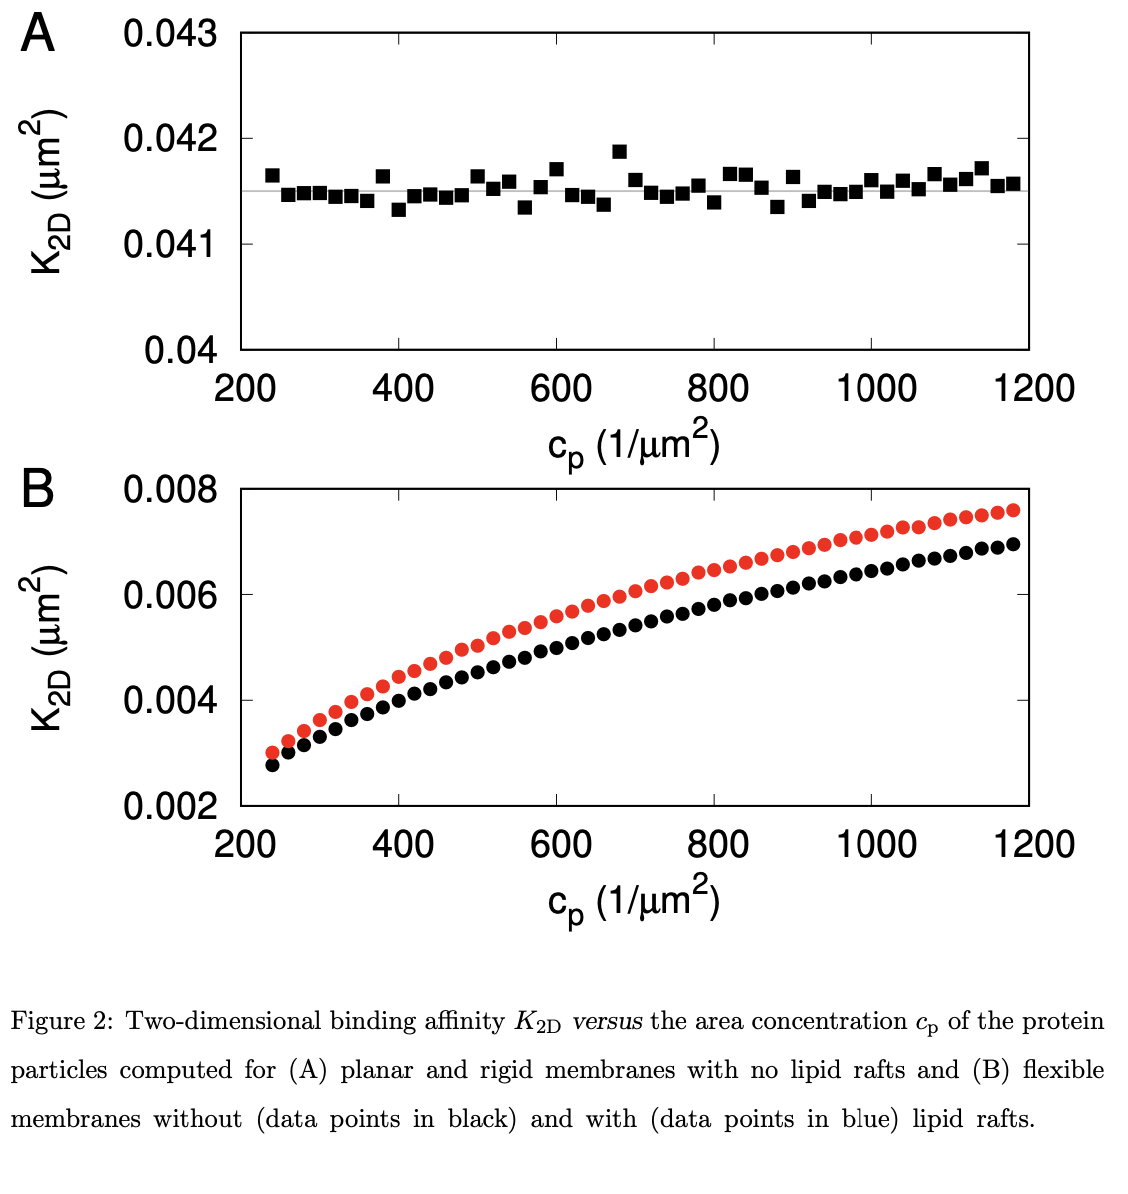 A
0.043
0.042
0.041
0.04
K2D (μm²)
200 400 600 800 1000 1200
cp (1/μm²)
B
0.008
0.006
0.004
0.002
K2D (μm²)
200 400 600 800 1000 1200
cp (1/μm²)
Figure 2: Two-dimensional binding affinity K2D versus the area concentration cp of the protein
particles computed for (A) planar and rigid membranes with no lipid rafts and (B) flexible
membranes without (data points in black) and with (data points in blue) lipid rafts.